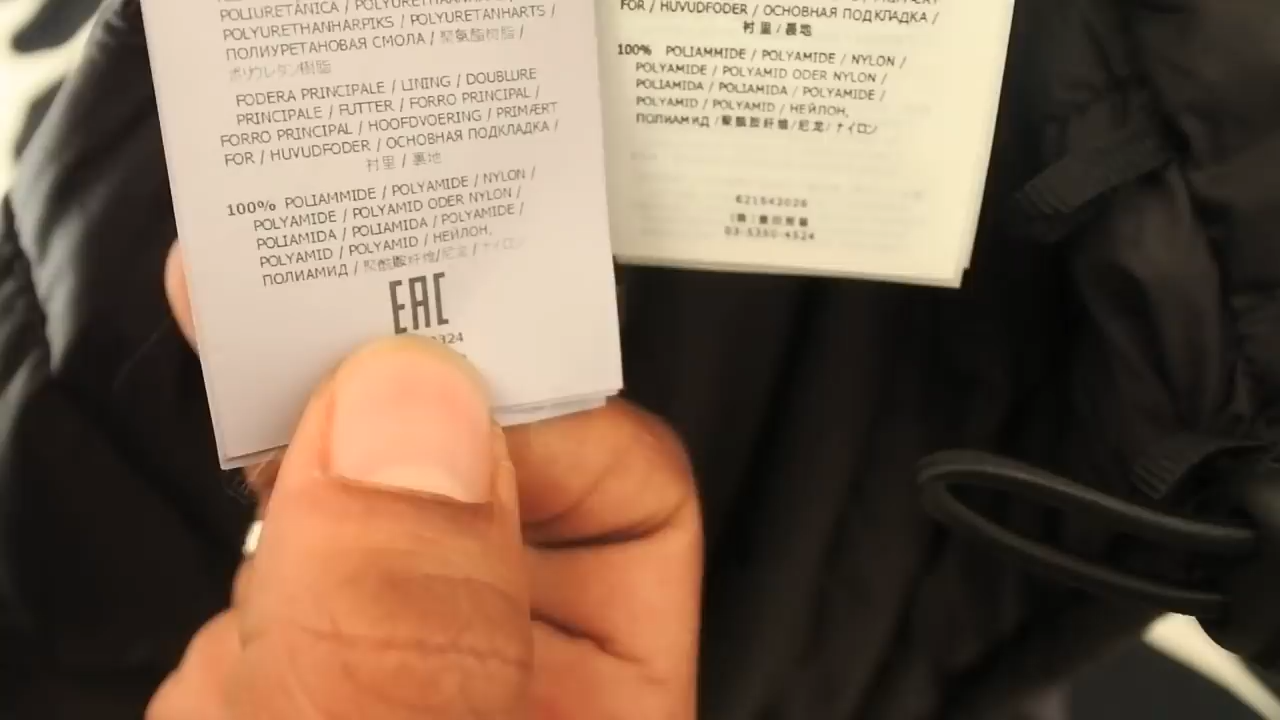 POLIURETÂNICA /
POLYURETHANHARPIKS / POLYURETANHARTS /
ПОЛИУРЕТАНОВАЯ СМОЛА / 聚氨酯树脂 /
ポリウレタン樹脂
FODERA PRINCIPALE / LINING / DOUBLURE
PRINCIPALE / FUTTER / FORRO PRINCIPAL /
FORRO PRINCIPAL / HOOFDVOERING / PRIMÆRT
FOR / HUVUDFODER / ОСНОВНАЯ ПОДКЛАДКА /
衬里 / 裏地
100% POLIAMMIDE / POLYAMIDE / NYLON /
POLYAMIDE / POLYAMID ODER NYLON /
POLIAMIDA / POLIAMIDA / POLYAMIDE /
POLYAMID / POLYAMID / НЕЙЛОН,
ПОЛИАМИД / 聚酰胺纤维/尼龙 / ナイロン
EAC
324
FOR / HUVUDFODER / ОСНОВНАЯ ПОДКЛАДКА /
衬里 / 裏地
100% POLIAMMIDE / POLYAMIDE / NYLON /
POLYAMIDE / POLYAMID ODER NYLON /
POLIAMIDA / POLIAMIDA / POLYAMIDE /
POLYAMID / POLYAMID / НЕЙЛОН,
ПОЛИАМИД / 聚酰胺纤维/尼龙/ ナイロン
621542026
03-5350-4524